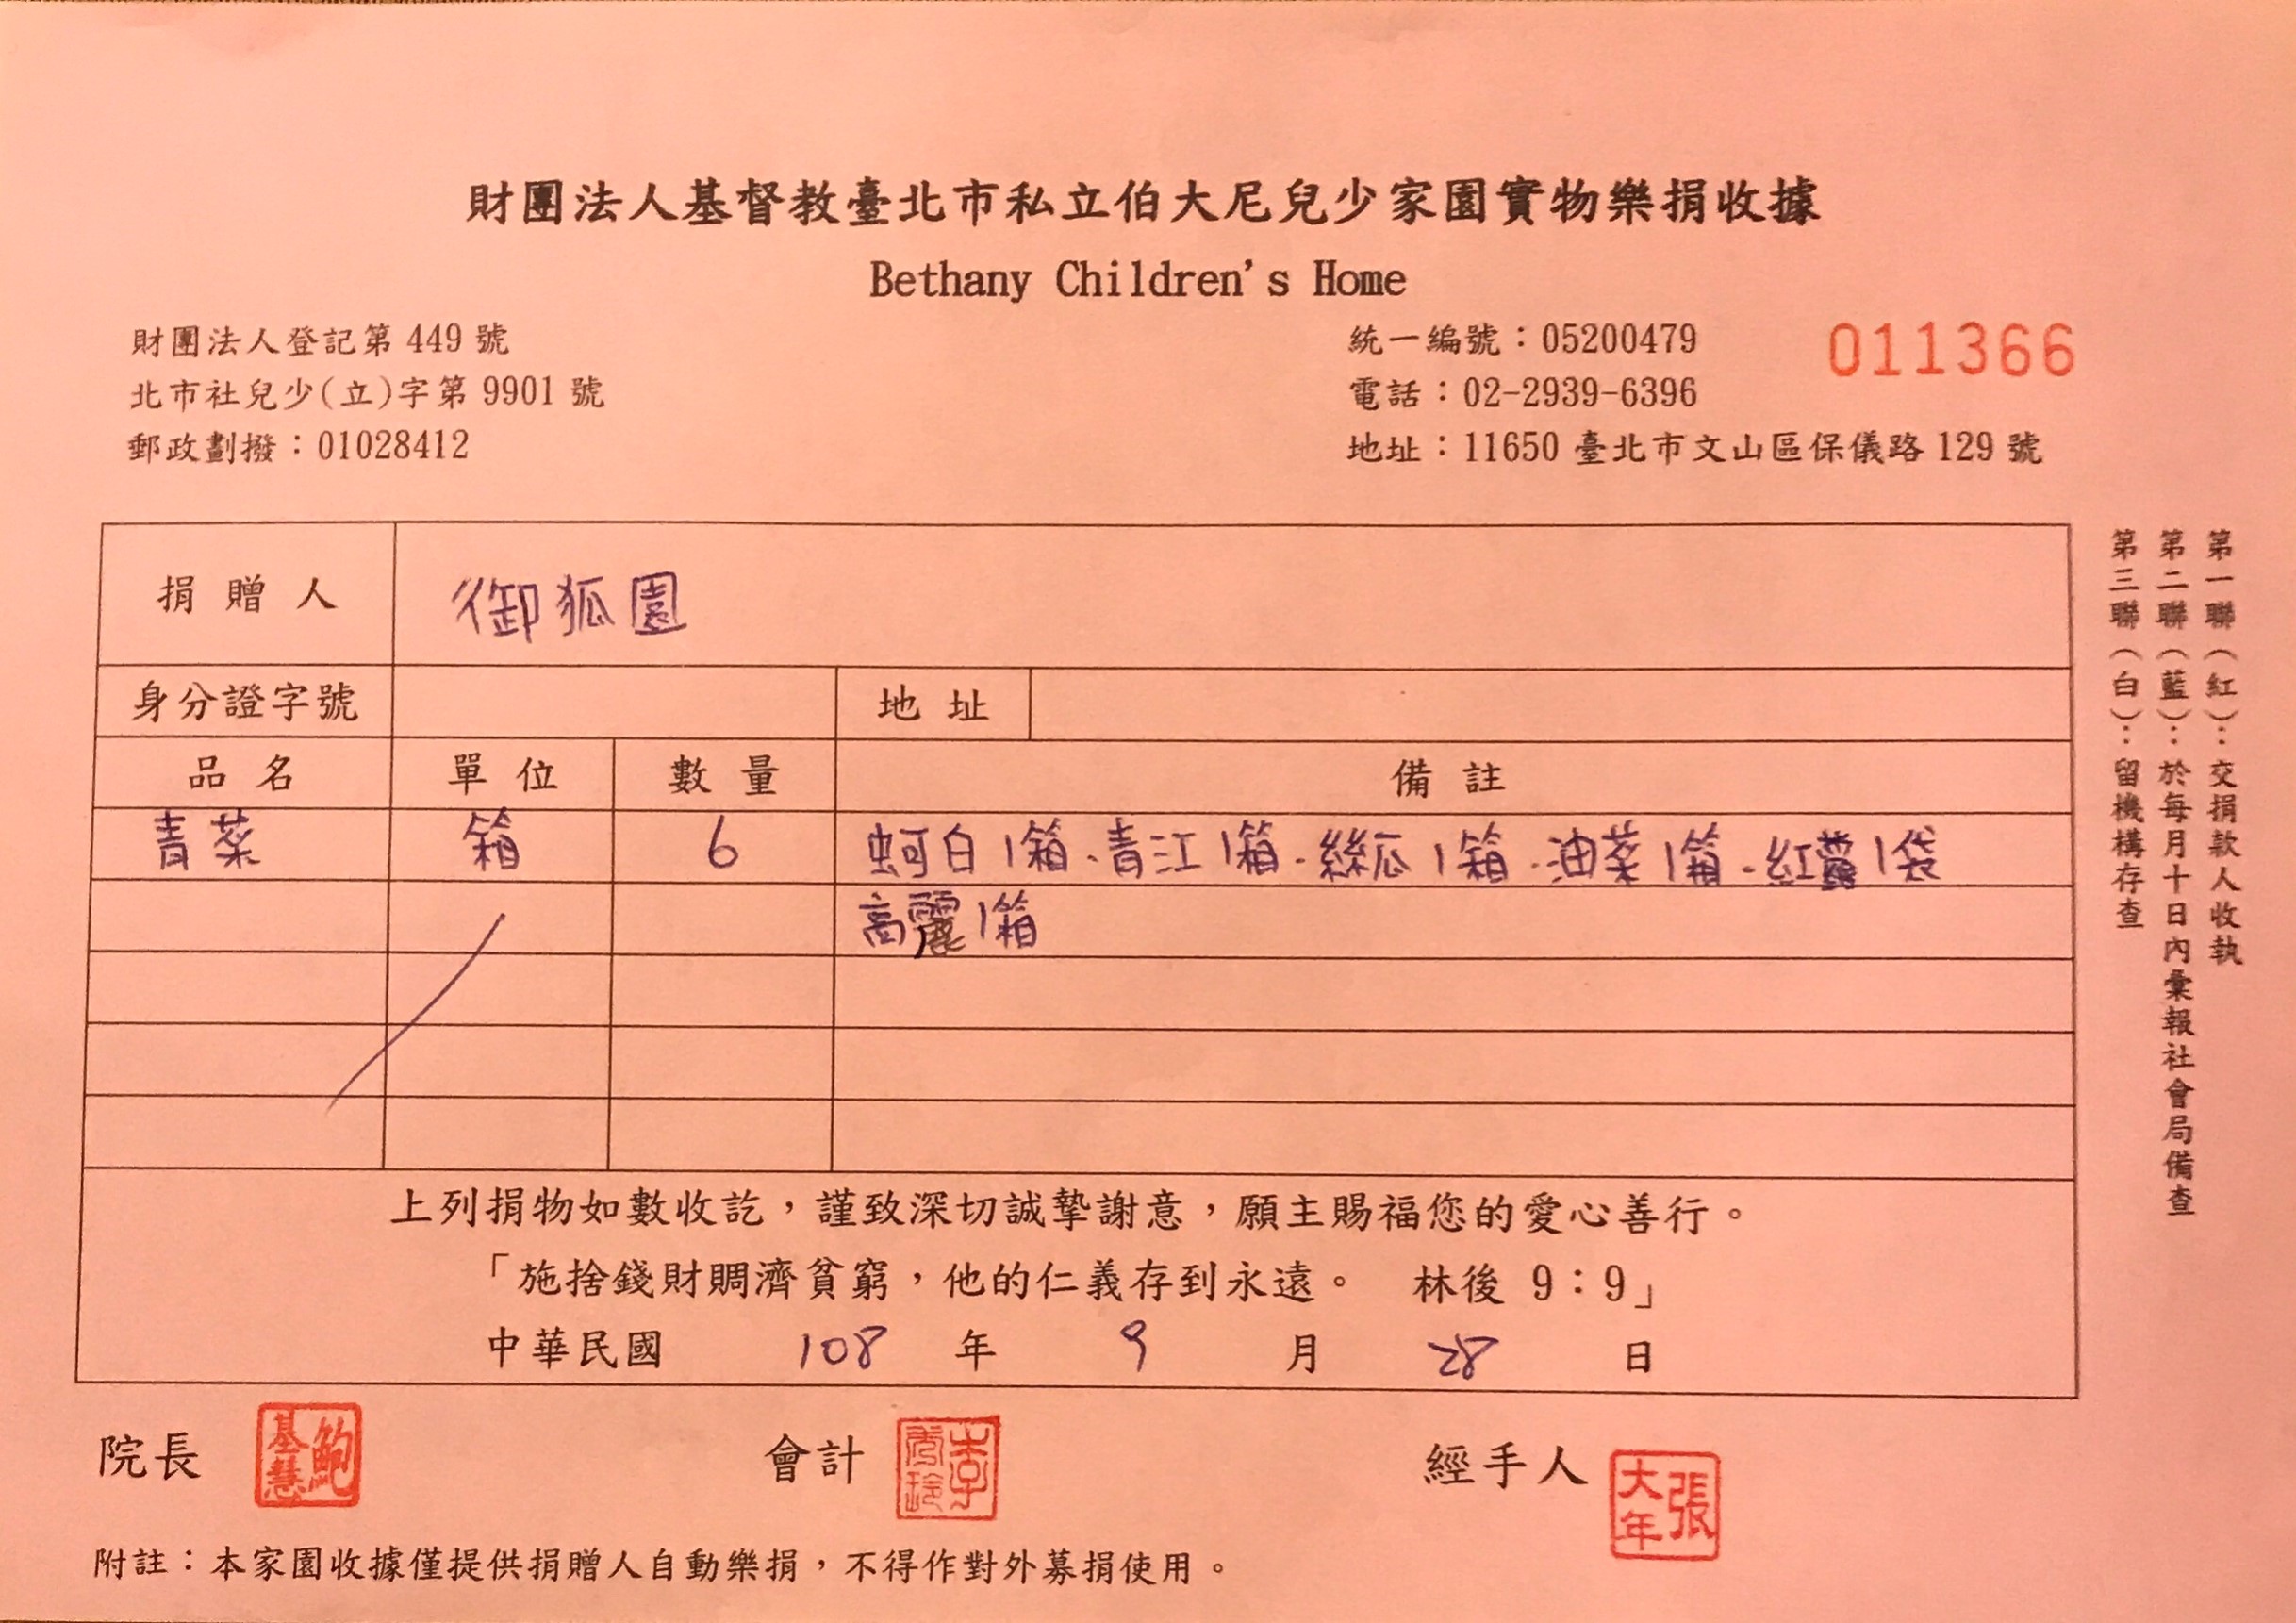 財團法人基督教臺北市私立伯大尼兒少家園實物樂捐收據
Bethany Children's Home
財團法人登記第 449 號
北市社兒少(立)字第 9901 號
郵政劃撥：01028412
統一編號：05200479
電話：02-2939-6396
地址：11650 臺北市文山區保儀路 129 號
011366
捐贈人 御狐園
身分證字號 地址
品名 單位 數量 備註
青菜 箱 6 蚵白1箱、青江1箱、絲瓜1箱、油菜1箱、紅蘿1袋
高麗1箱
上列捐物如數收訖，謹致深切誠摯謝意，願主賜福您的愛心善行。
「施捨錢財賙濟貧窮，他的仁義存到永遠。 林後 9：9」
中華民國 108 年 9 月 28 日
第一聯（紅）：交捐款人收執
第二聯（藍）：於每月十日內彙報社會局備查
第三聯（白）：留機構存查
院長 鮑基慧 會計 李秀玲 經手人 張大年
附註：本家園收據僅提供捐贈人自動樂捐，不得作對外募捐使用。